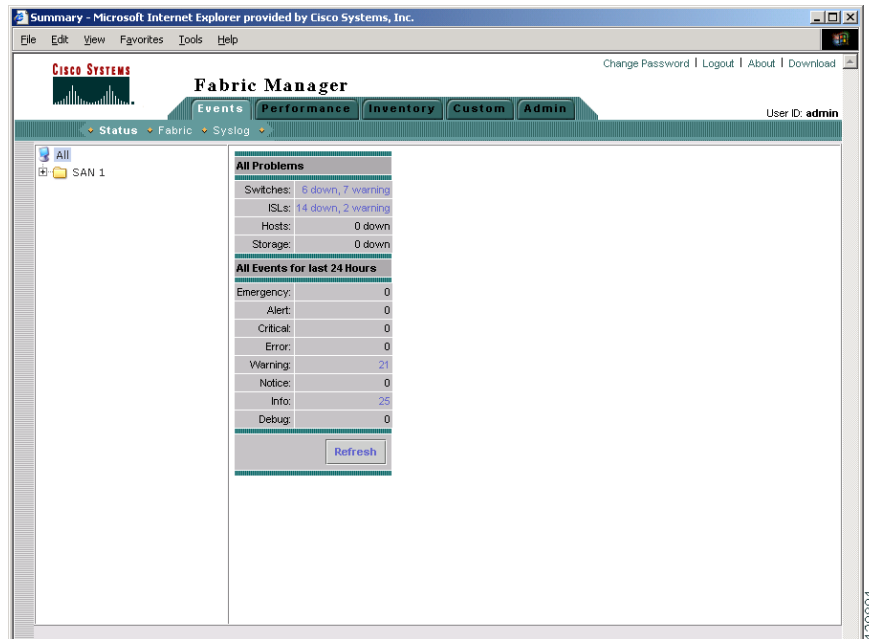 Summary - Microsoft Internet Explorer provided by Cisco Systems, Inc.
File Edit View Favorites Tools Help
CISCO SYSTEMS
Change Password | Logout | About | Download
Fabric Manager
Events Performance Inventory Custom Admin
User ID: admin
Status Fabric Syslog
All
SAN 1
All Problems
Switches: 6 down, 7 warning
ISLs: 14 down, 2 warning
Hosts: 0 down
Storage: 0 down
All Events for last 24 Hours
Emergency: 0
Alert: 0
Critical: 0
Error: 0
Warning: 21
Notice: 0
Info: 25
Debug: 0
Refresh